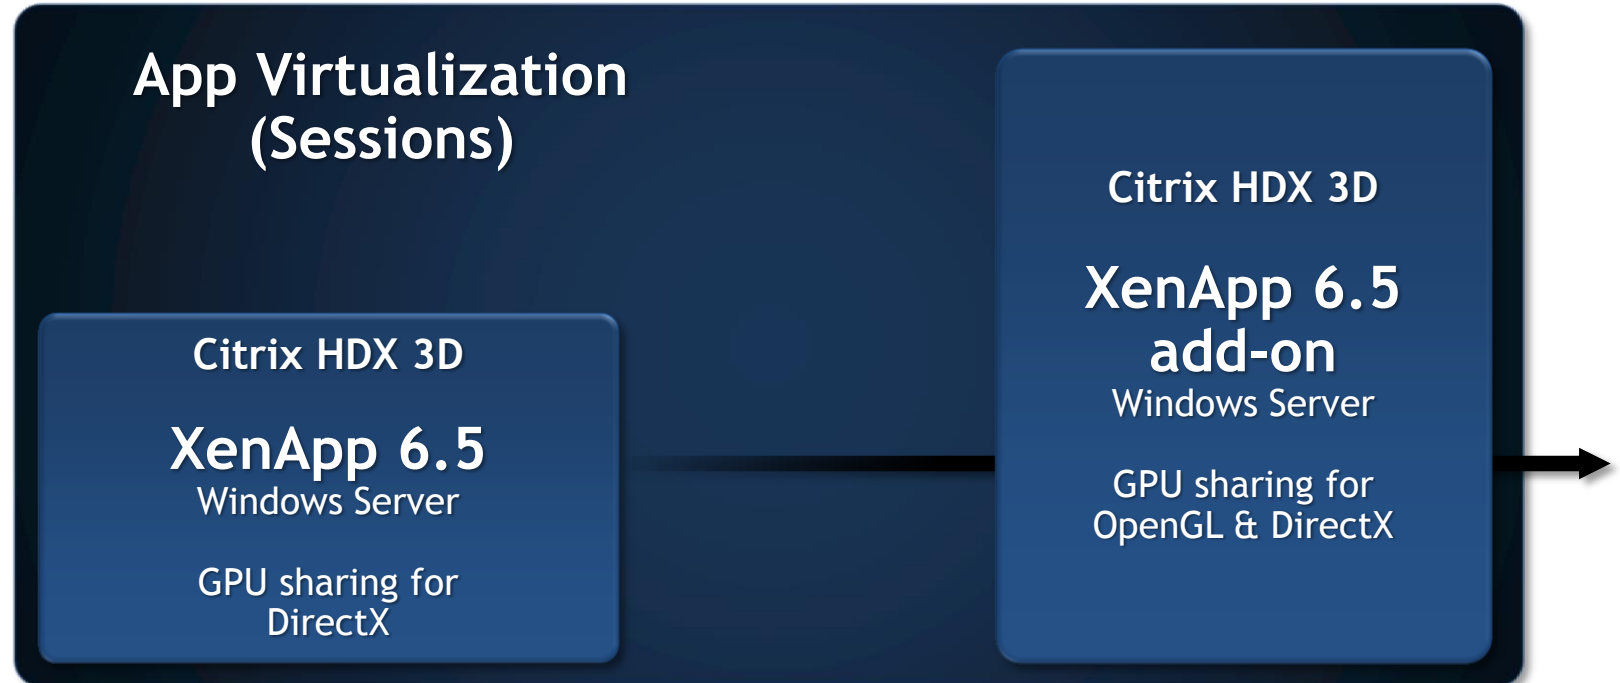 App Virtualization
(Sessions)
Citrix HDX 3D
XenApp 6.5
Windows Server
GPU sharing for
DirectX
Citrix HDX 3D
XenApp 6.5
add-on
Windows Server
GPU sharing for
OpenGL & DirectX